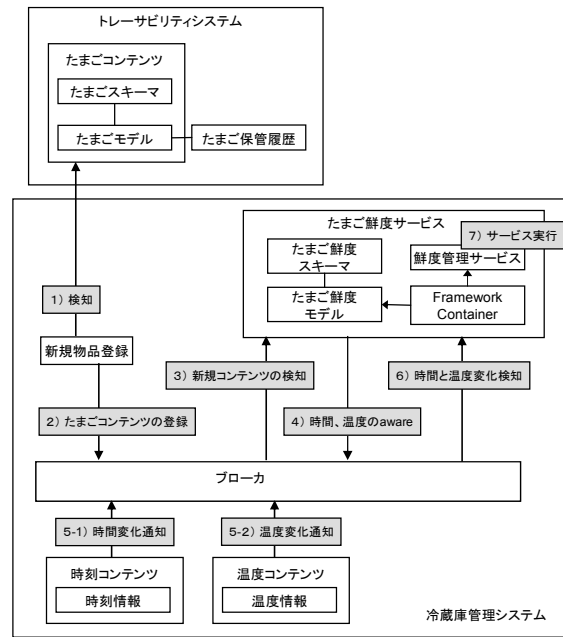 トレーサビリティシステム
たまごコンテンツ
たまごスキーマ
たまごモデル
たまご保管履歴
たまご鮮度サービス
7）サービス実行
たまご鮮度
スキーマ
鮮度管理サービス
たまご鮮度
モデル
Framework
Container
1）検知
新規物品登録
3）新規コンテンツの検知
6）時間と温度変化検知
2）たまごコンテンツの登録
4）時間、温度のaware
ブローカ
5-1）時間変化通知
5-2）温度変化通知
時刻コンテンツ
時刻情報
温度コンテンツ
温度情報
冷蔵庫管理システム